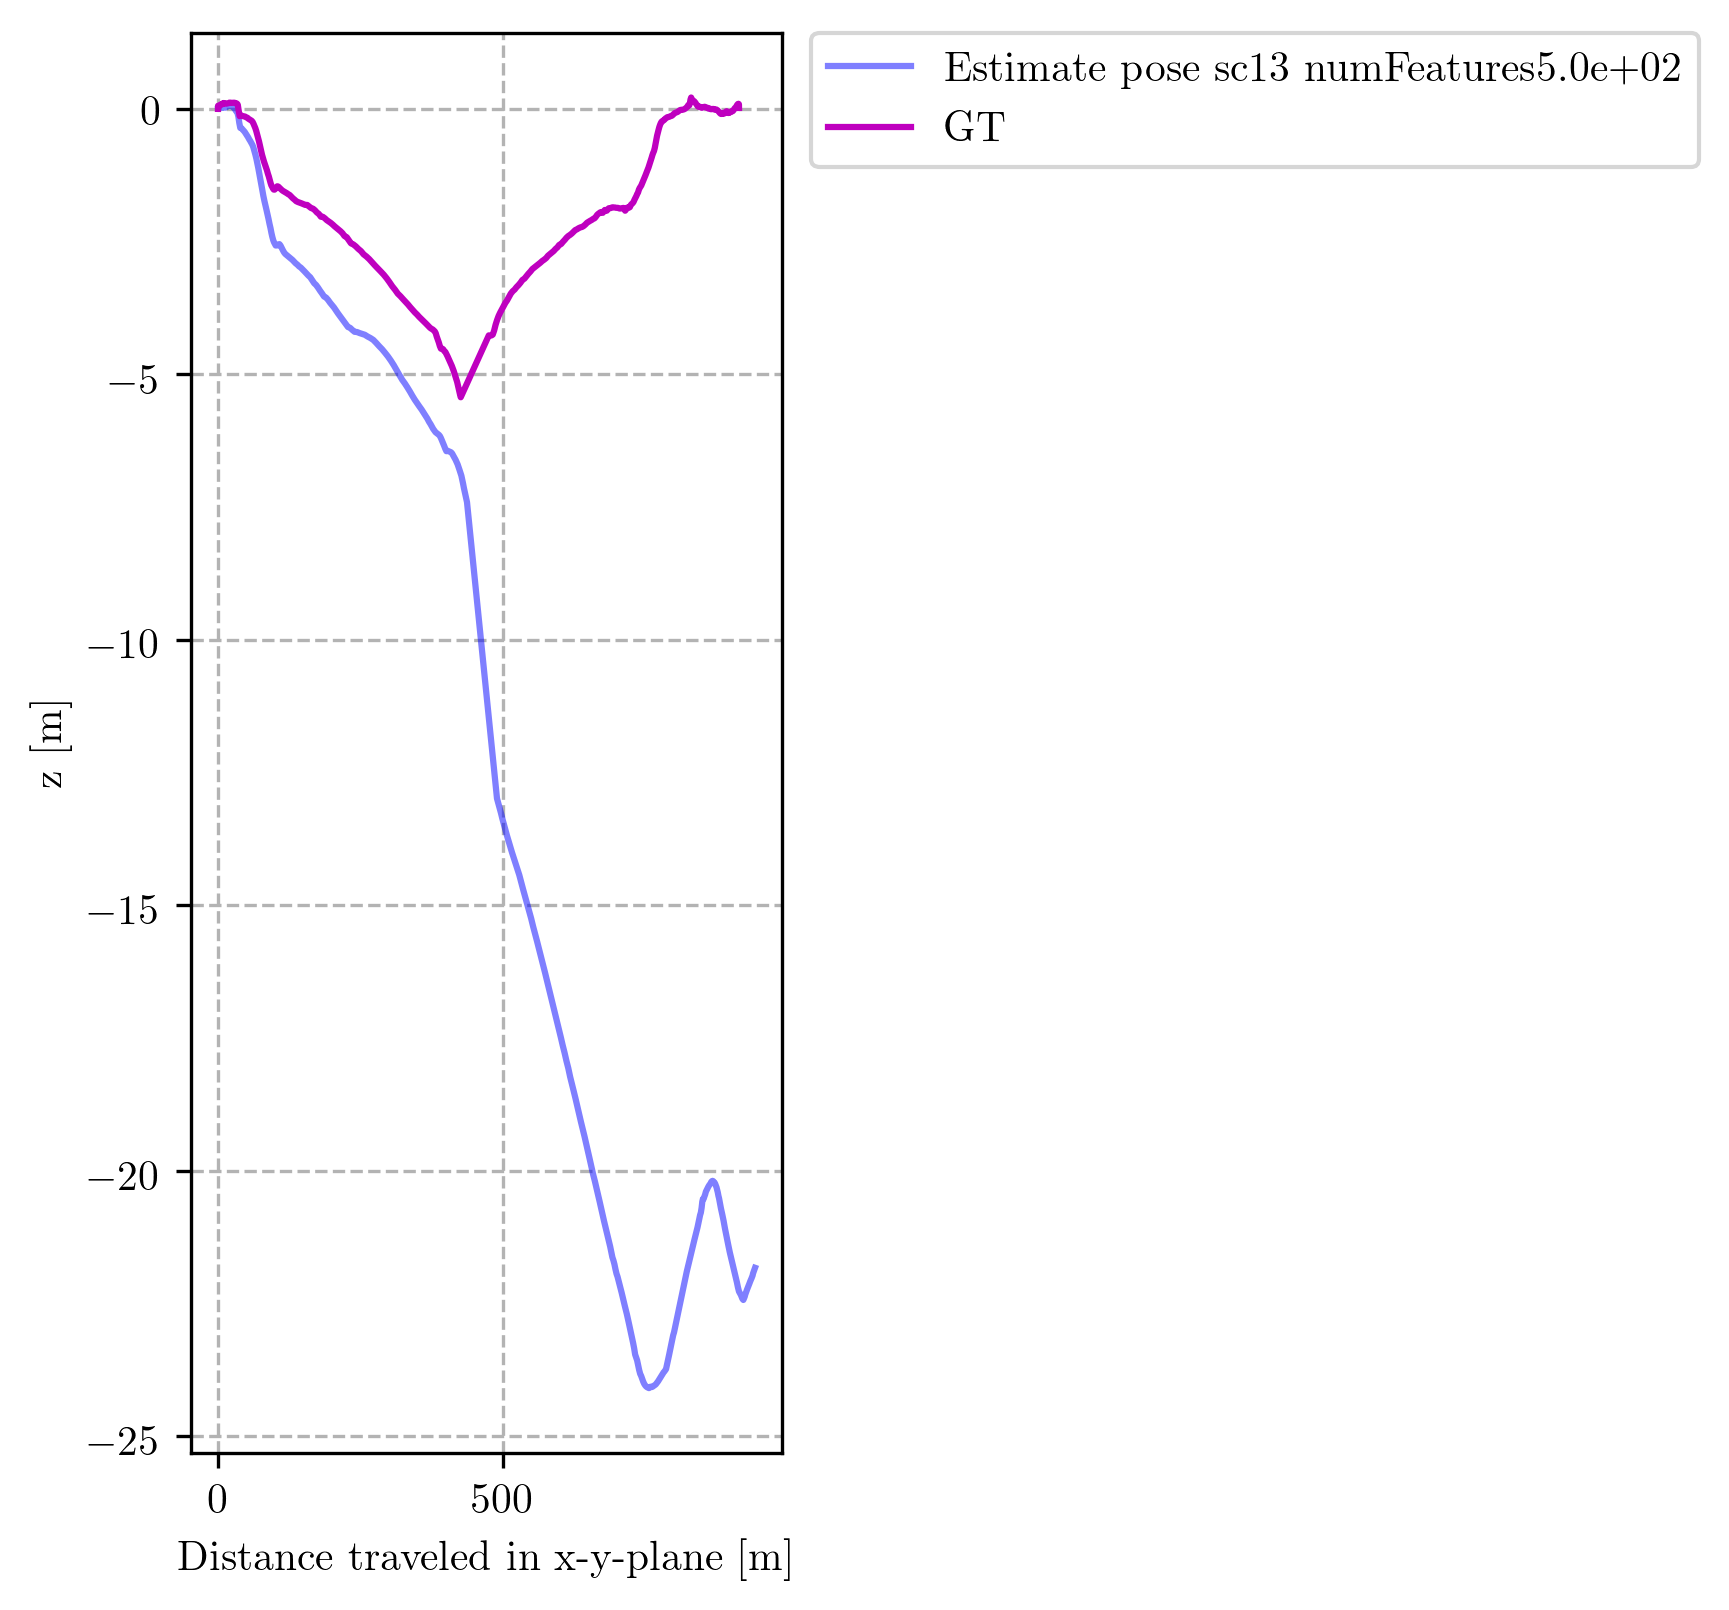 Estimate pose sc13 numFeatures5.0e+02
GT
0
−5
−10
−15
−20
−25
z [m]
0 500
Distance traveled in x-y-plane [m]